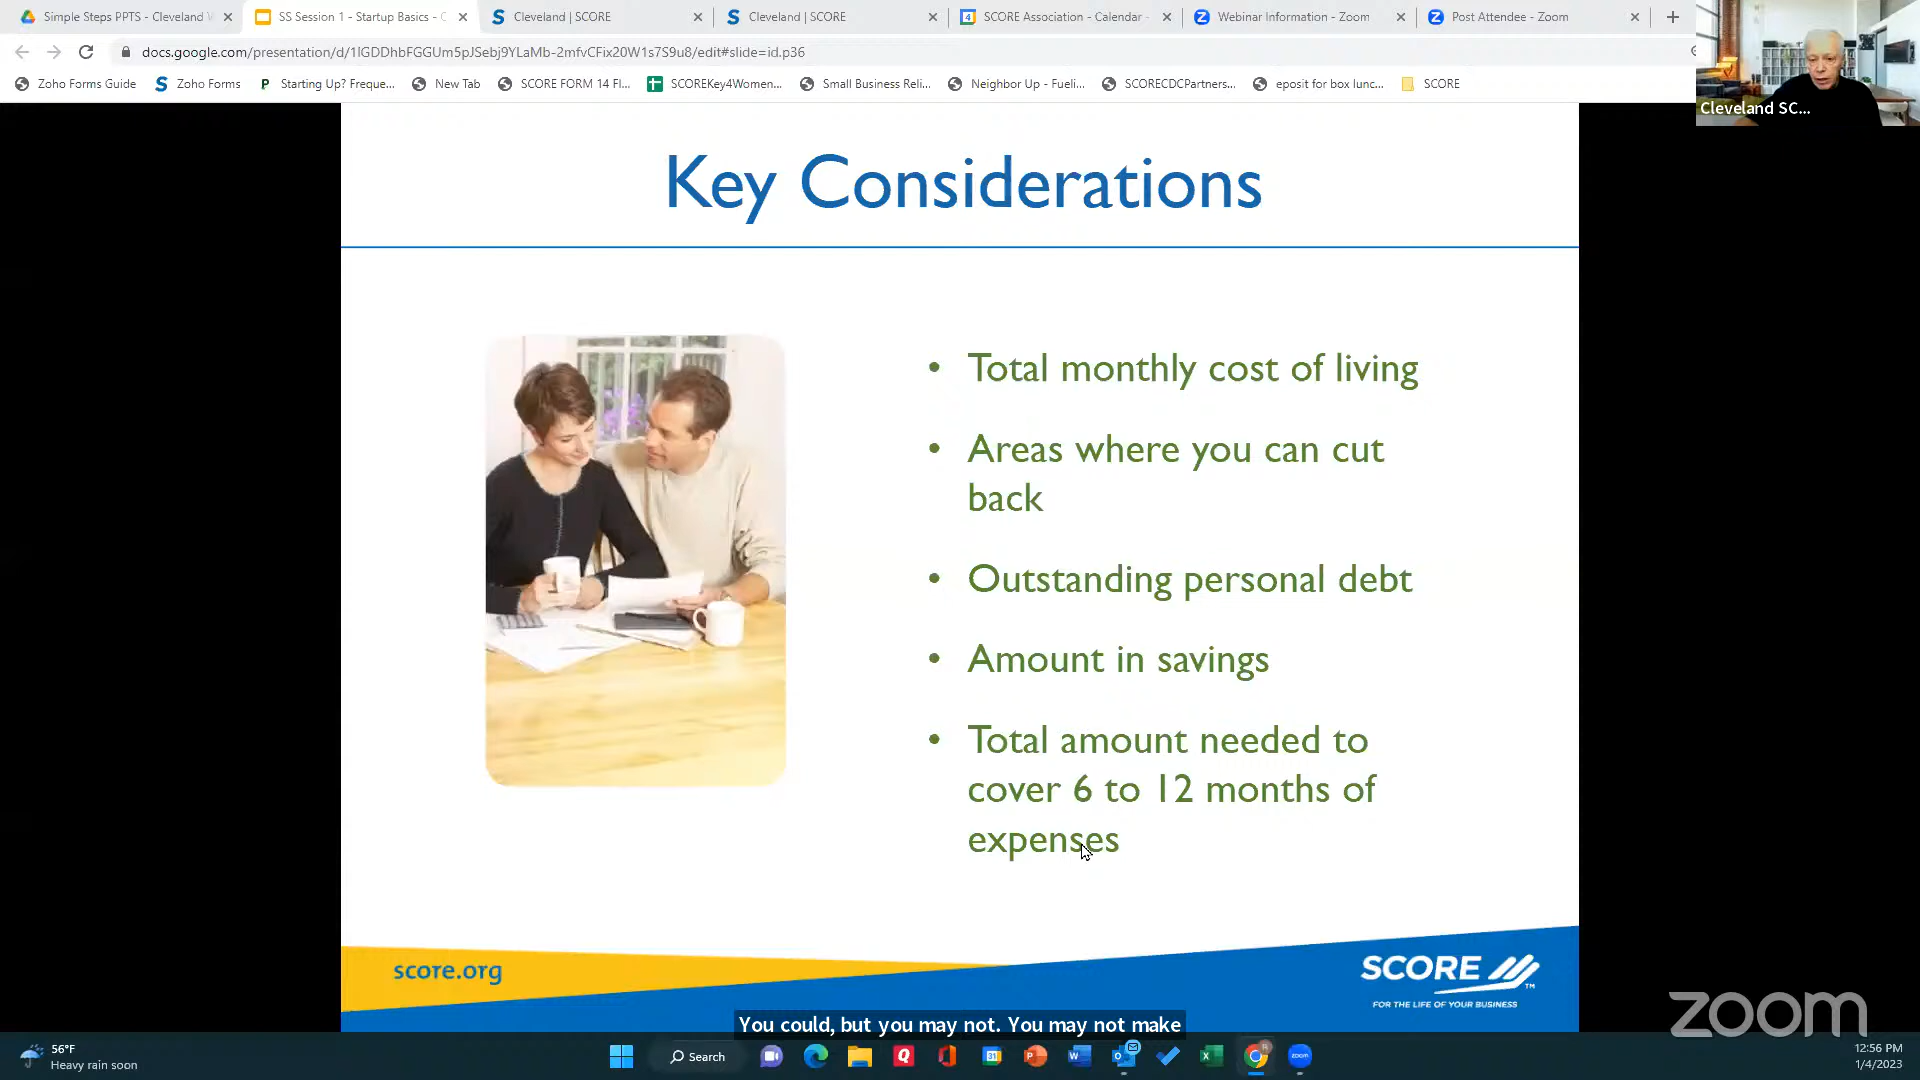 Simple Steps PPTS - Cleveland
SS Session 1 - Startup Basics -
Cleveland | SCORE
Cleveland | SCORE
SCORE Association - Calendar
Webinar Information - Zoom
Post Attendee - Zoom
docs.google.com/presentation/d/1IGDDhbFGGUm5pJSebj9YLaMb-2mfvCFix20W1s7S9u8/edit#slide=id.p36
Zoho Forms Guide
Zoho Forms
Starting Up? Freque...
New Tab
SCORE FORM 14 Fl...
SCOREKey4Women...
Small Business Reli...
Neighbor Up - Fueli...
SCORECDCPartners...
eposit for box lunc...
SCORE
Cleveland SC...
Key Considerations
• Total monthly cost of living
• Areas where you can cut
back
• Outstanding personal debt
• Amount in savings
• Total amount needed to
cover 6 to 12 months of
expenses
score.org
SCORE
TM
FOR THE LIFE OF YOUR BUSINESS
zoom
You could, but you may not. You may not make
56°F
Heavy rain soon
Search
12:56 PM
1/4/2023